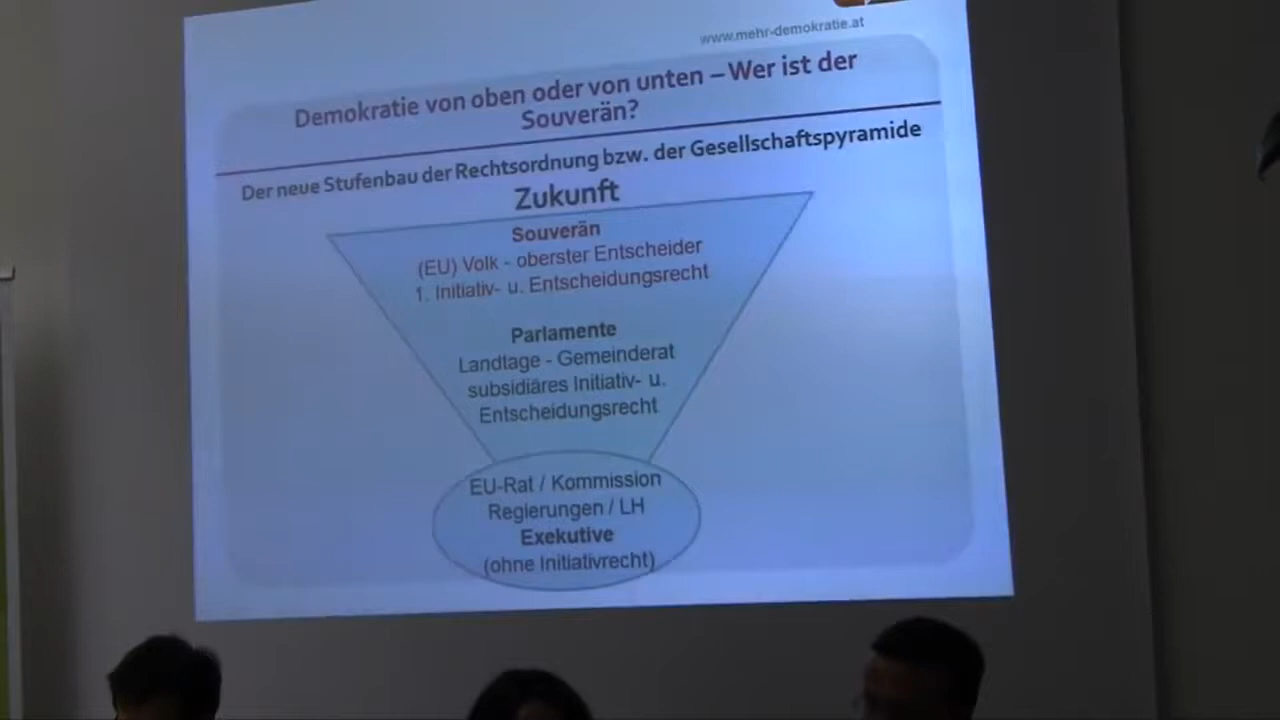 www.mehr-demokratie.at
Demokratie von oben oder von unten – Wer ist der
Souverän?
Der neue Stufenbau der Rechtsordnung bzw. der Gesellschaftspyramide
Zukunft
Souverän
(EU) Volk - oberster Entscheider
1. Initiativ- u. Entscheidungsrecht
Parlamente
Landtage - Gemeinderat
subsidiäres Initiativ- u.
Entscheidungsrecht
EU-Rat / Kommission
Regierungen / LH
Exekutive
(ohne Initiativrecht)